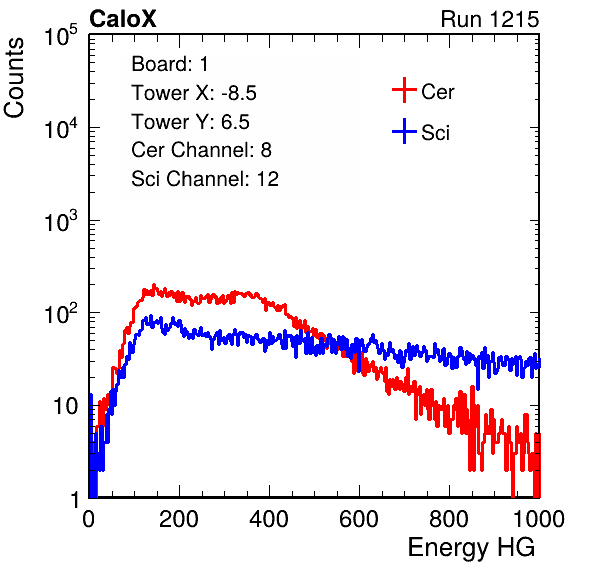 CaloX Run 1215
Counts
Board: 1
Tower X: -8.5
Tower Y: 6.5
Cer Channel: 8
Sci Channel: 12
Cer
Sci
10^5
10^4
10^3
10^2
10
1
0 200 400 600 800 1000
Energy HG